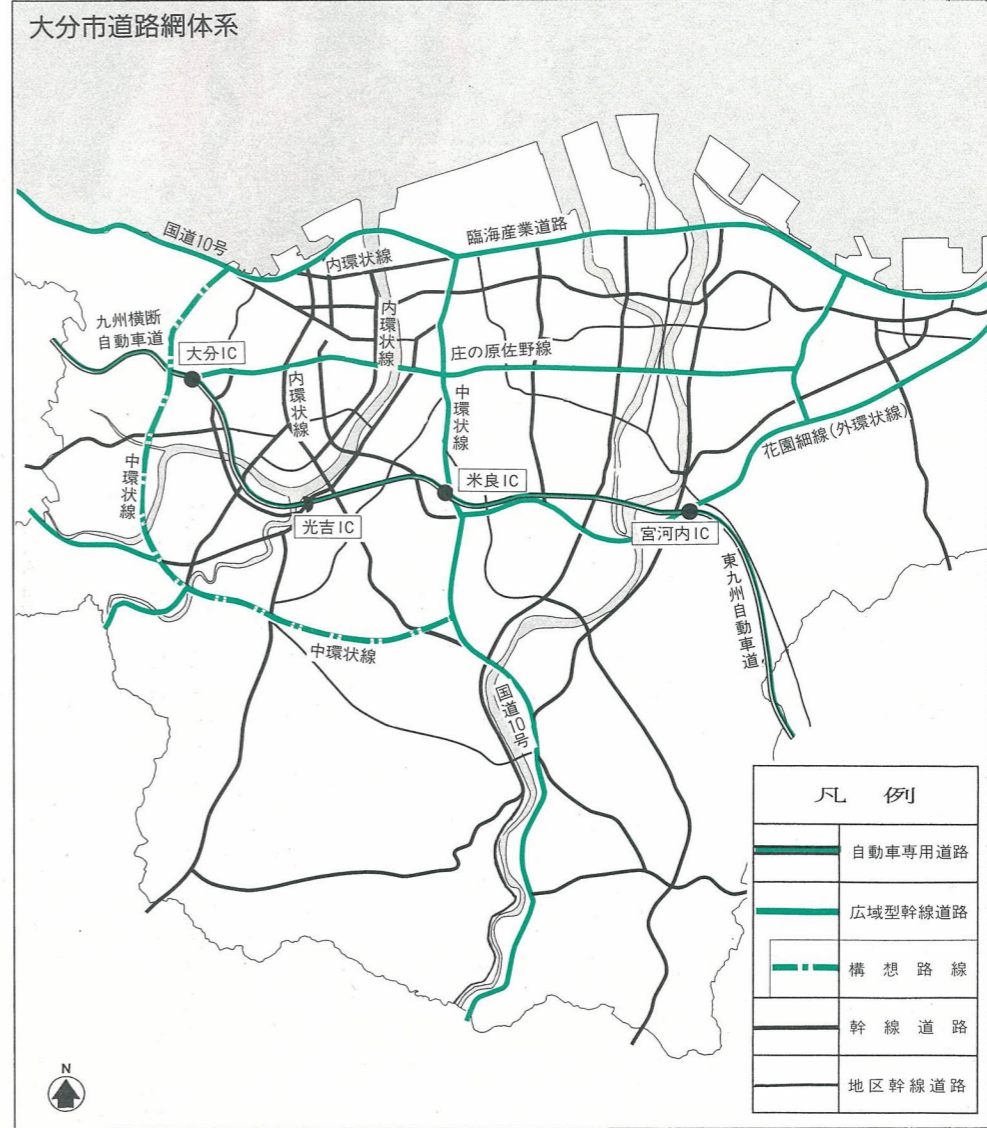 大分市道路網体系
国道10号
臨海産業道路
内環状線
内環状線
九州横断
自動車道
大分IC
庄の原佐野線
内環状線
中環状線
花園細線(外環状線)
中環状線
米良IC
光吉IC
宮河内IC
東九州自動車道
中環状線
国道10号
凡 例
自動車専用道路
広域型幹線道路
構想路線
幹線道路
地区幹線道路
N